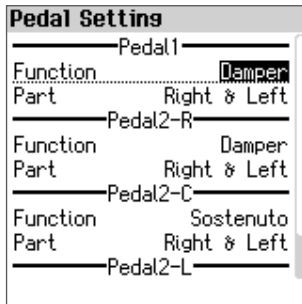 Pedal Setting
Pedal1
Function Damper
Part Right & Left
Pedal2-R
Function Damper
Part Right & Left
Pedal2-C
Function Sostenuto
Part Right & Left
Pedal2-L